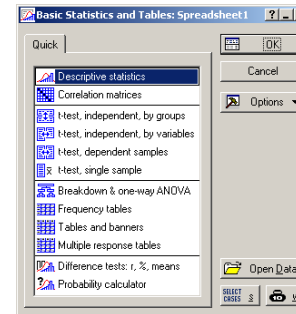 Basic Statistics and Tables: Spreadsheet1
Quick
OK
Cancel
Options
Descriptive statistics
Correlation matrices
t-test, independent, by groups
t-test, independent, by variables
t-test, dependent samples
t-test, single sample
Breakdown & one-way ANOVA
Frequency tables
Tables and banners
Multiple response tables
Difference tests: r, %, means
Probability calculator
Open Data
SELECT CASES S